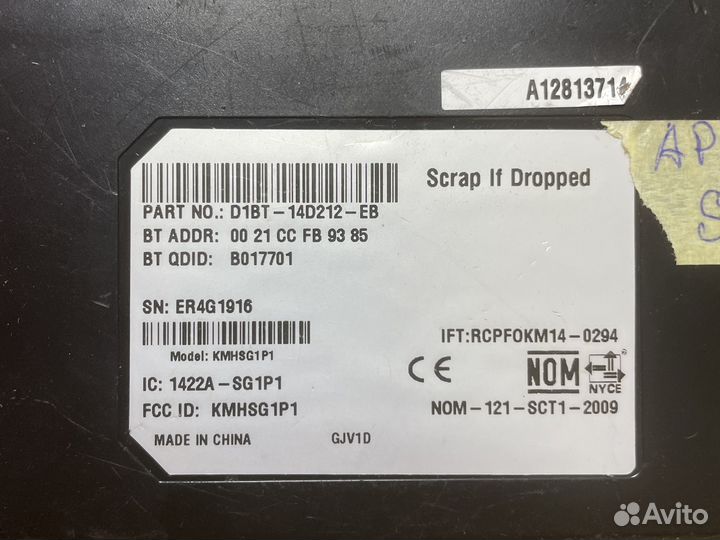 A1281371
Scrap If Dropped
AP
S
PART NO.: D1BT-14D212-EB
BT ADDR: 00 21 CC FB 93 85
BT QDID: B017701
SN: ER4G1916
IFT:RCPFOKM14-0294
Model: KMHSG1P1
CE
NOM
NYCE
IC: 1422A-SG1P1
FCC ID: KMHSG1P1
NOM-121-SCT1-2009
MADE IN CHINA
GJV1D
Avito